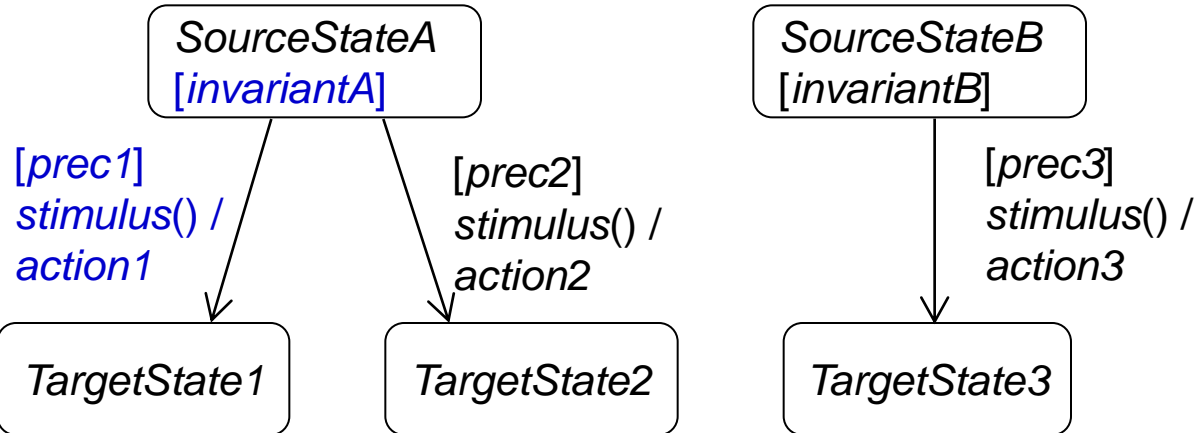 SourceStateA
[invariantA]
SourceStateB
[invariantB]
[prec1]
stimulus() /
action1
[prec2]
stimulus() /
action2
[prec3]
stimulus() /
action3
TargetState1
TargetState2
TargetState3